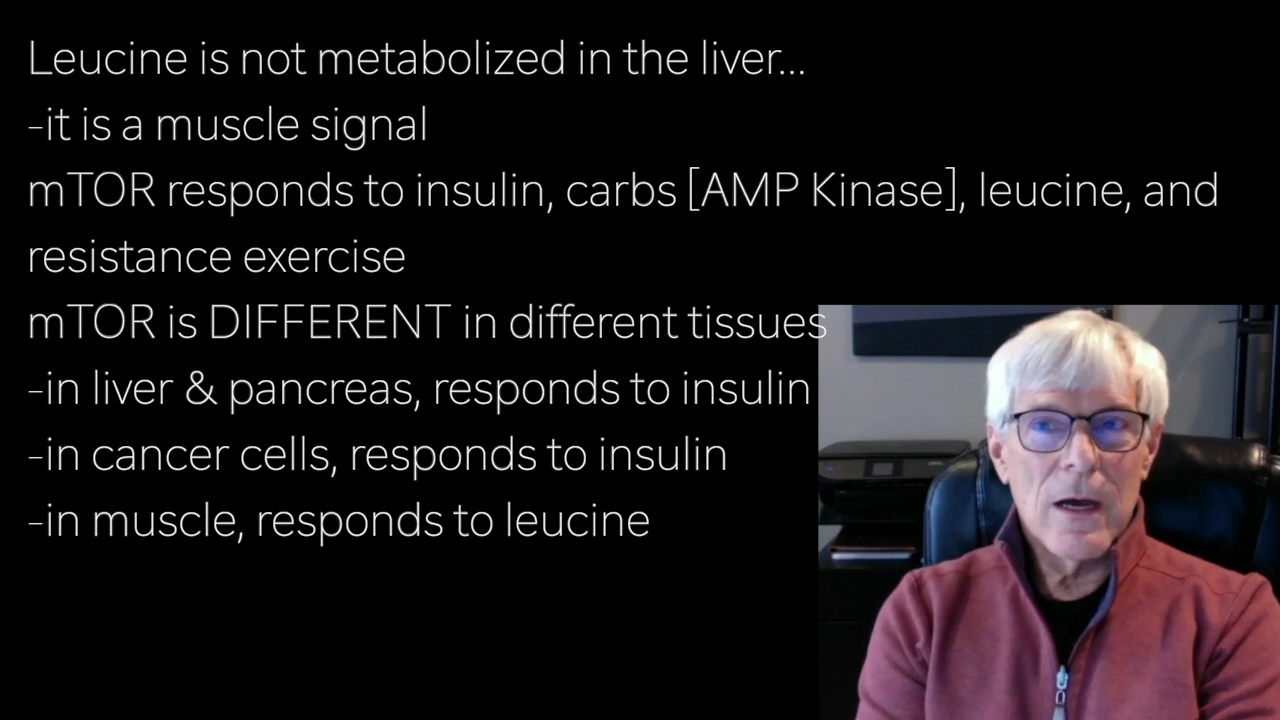 Leucine is not metabolized in the liver...
-it is a muscle signal
mTOR responds to insulin, carbs [AMP Kinase], leucine, and
resistance exercise
mTOR is DIFFERENT in different tissues
-in liver & pancreas, responds to insulin
-in cancer cells, responds to insulin
-in muscle, responds to leucine